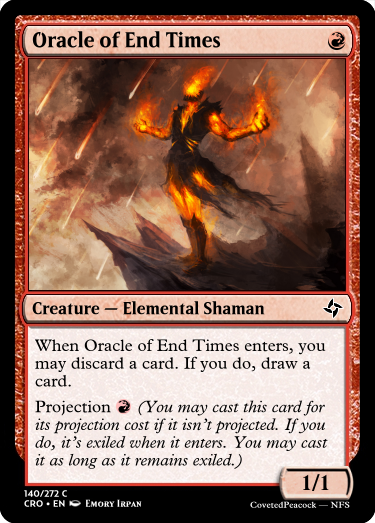 Oracle of End Times
Creature — Elemental Shaman
When Oracle of End Times enters, you
may discard a card. If you do, draw a
card.
Projection (You may cast this card for
its projection cost if it isn't projected. If you
do, it's exiled when it enters. You may cast
it as long as it remains exiled.)
1/1
140/272 C
CRO • EN Emory Irpan
CovetedPeacock — NFS